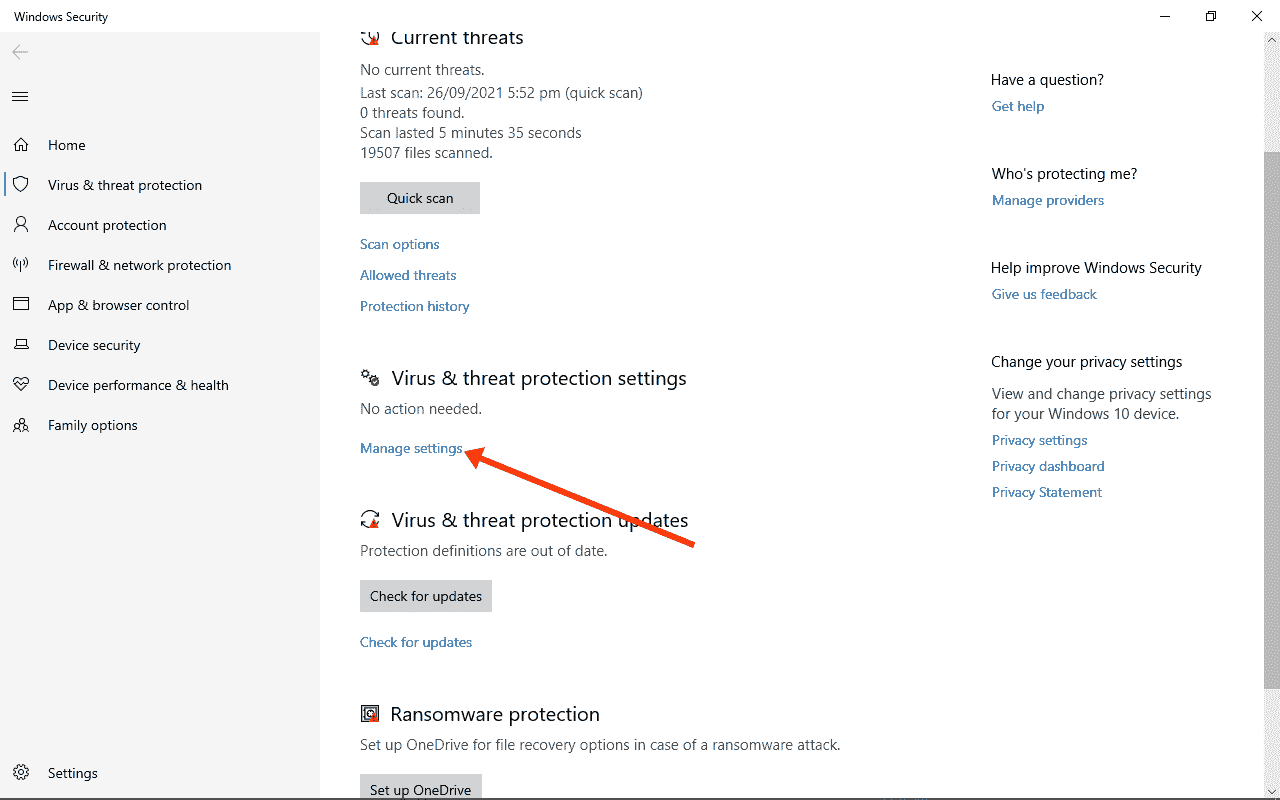 Windows Security
Home
Virus & threat protection
Account protection
Firewall & network protection
App & browser control
Device security
Device performance & health
Family options
Settings
Current threats
No current threats.
Last scan: 26/09/2021 5:52 pm (quick scan)
0 threats found.
Scan lasted 5 minutes 35 seconds
19507 files scanned.
Quick scan
Scan options
Allowed threats
Protection history
Virus & threat protection settings
No action needed.
Manage settings
Virus & threat protection updates
Protection definitions are out of date.
Check for updates
Check for updates
Ransomware protection
Set up OneDrive for file recovery options in case of a ransomware attack.
Set up OneDrive
Have a question?
Get help
Who's protecting me?
Manage providers
Help improve Windows Security
Give us feedback
Change your privacy settings
View and change privacy settings
for your Windows 10 device.
Privacy settings
Privacy dashboard
Privacy Statement